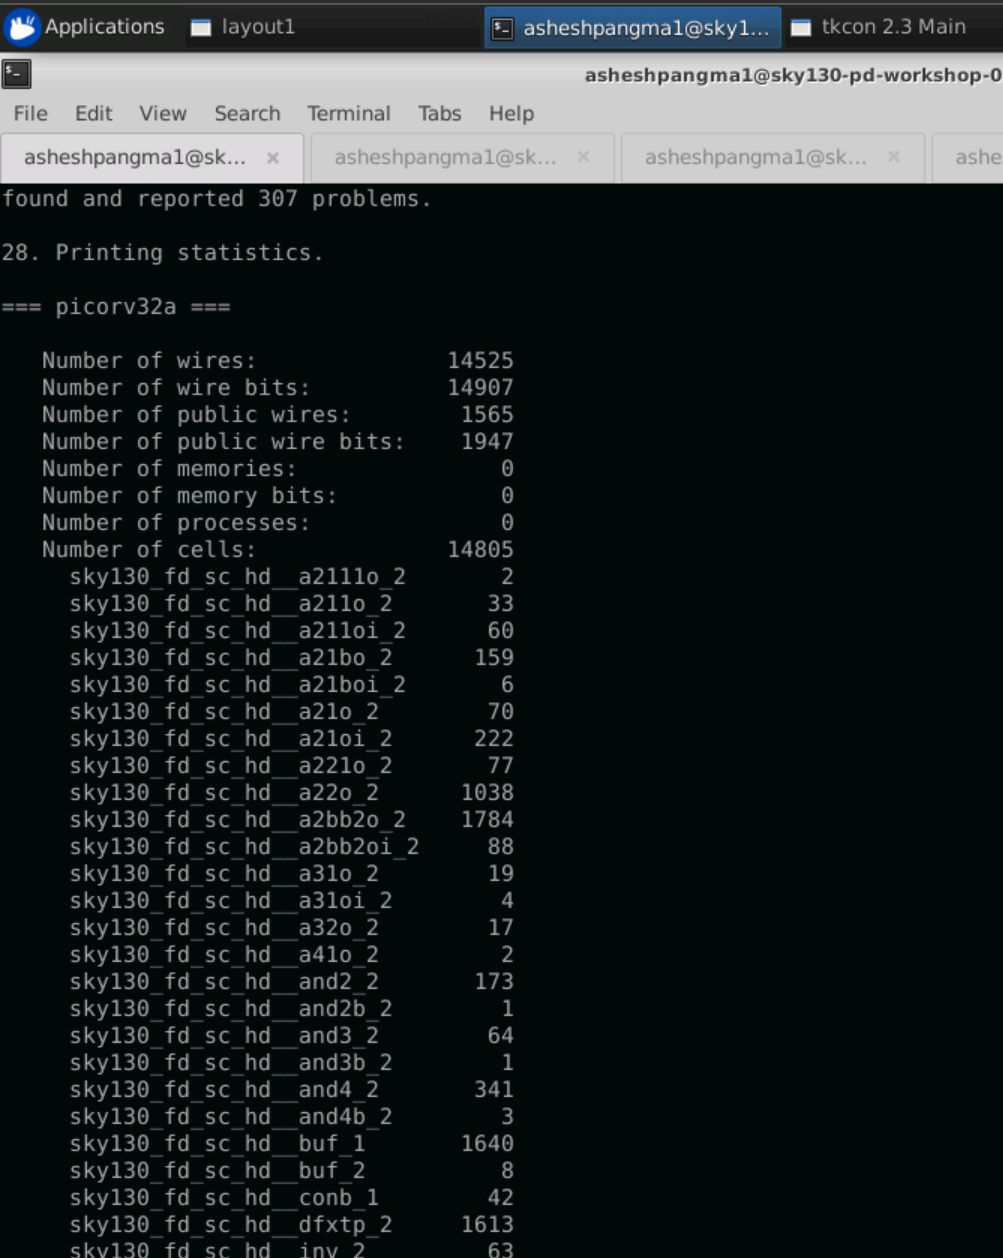 Applications layout1 asheshpangma1@sky1... tkcon 2.3 Main
asheshpangma1@sky130-pd-workshop-0
File Edit View Search Terminal Tabs Help
asheshpangma1@sk... × asheshpangma1@sk... × asheshpangma1@sk... × ashe
found and reported 307 problems.
28. Printing statistics.
=== picorv32a ===
Number of wires: 14525
Number of wire bits: 14907
Number of public wires: 1565
Number of public wire bits: 1947
Number of memories: 0
Number of memory bits: 0
Number of processes: 0
Number of cells: 14805
sky130_fd_sc_hd__a2111o_2 2
sky130_fd_sc_hd__a211o_2 33
sky130_fd_sc_hd__a211oi_2 60
sky130_fd_sc_hd__a21bo_2 159
sky130_fd_sc_hd__a21boi_2 6
sky130_fd_sc_hd__a21o_2 70
sky130_fd_sc_hd__a21oi_2 222
sky130_fd_sc_hd__a221o_2 77
sky130_fd_sc_hd__a22o_2 1038
sky130_fd_sc_hd__a2bb2o_2 1784
sky130_fd_sc_hd__a2bb2oi_2 88
sky130_fd_sc_hd__a31o_2 19
sky130_fd_sc_hd__a31oi_2 4
sky130_fd_sc_hd__a32o_2 17
sky130_fd_sc_hd__a41o_2 2
sky130_fd_sc_hd__and2_2 173
sky130_fd_sc_hd__and2b_2 1
sky130_fd_sc_hd__and3_2 64
sky130_fd_sc_hd__and3b_2 1
sky130_fd_sc_hd__and4_2 341
sky130_fd_sc_hd__and4b_2 3
sky130_fd_sc_hd__buf_1 1640
sky130_fd_sc_hd__buf_2 8
sky130_fd_sc_hd__conb_1 42
sky130_fd_sc_hd__dfxtp_2 1613
sky130_fd_sc_hd__inv_2 63